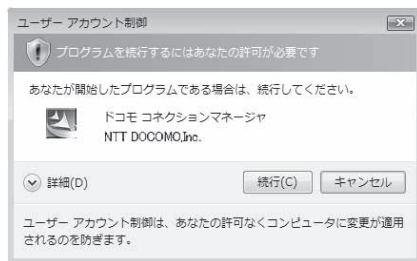 ユーザー アカウント制御
プログラムを続行するにはあなたの許可が必要です
あなたが開始したプログラムである場合は、続行してください。
ドコモ コネクションマネージャ
NTT DOCOMO,Inc.
詳細(D)
続行(C)
キャンセル
ユーザー アカウント制御は、あなたの許可なくコンピュータに変更が適用
されるのを防ぎます。